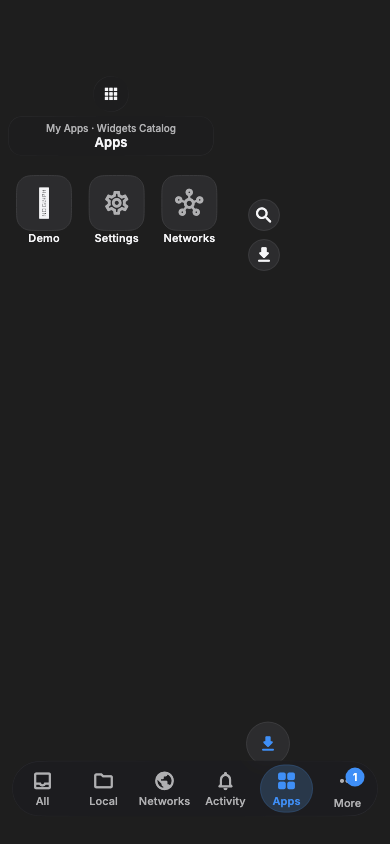 My Apps · Widgets Catalog
Apps
Demo
Settings
Networks
All
Local
Networks
Activity
Apps
1
More